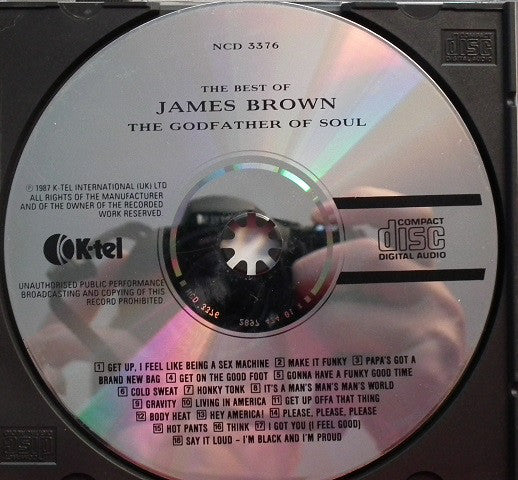 NCD 3376
COMPACT
disc
DIGITAL AUDIO
THE BEST OF
JAMES BROWN
THE GODFATHER OF SOUL
℗ 1987 K-TEL INTERNATIONAL (UK) LTD
ALL RIGHTS OF THE MANUFACTURER
AND OF THE OWNER OF THE RECORDED
WORK RESERVED.
K-tel
COMPACT
disc
DIGITAL AUDIO
UNAUTHORISED PUBLIC PERFORMANCE
BROADCASTING AND COPYING OF THIS
RECORD PROHIBITED
1 GET UP, I FEEL LIKE BEING A SEX MACHINE 2 MAKE IT FUNKY 3 PAPA'S GOT A
BRAND NEW BAG 4 GET ON THE GOOD FOOT 5 GONNA HAVE A FUNKY GOOD TIME
6 COLD SWEAT 7 HONKY TONK 8 IT'S A MAN'S MAN'S MAN'S WORLD
9 GRAVITY 10 LIVING IN AMERICA 11 GET UP OFFA THAT THING
12 BODY HEAT 13 HEY AMERICA! 14 PLEASE, PLEASE, PLEASE
15 HOT PANTS 16 THINK 17 I GOT YOU (I FEEL GOOD)
18 SAY IT LOUD - I'M BLACK AND I'M PROUD